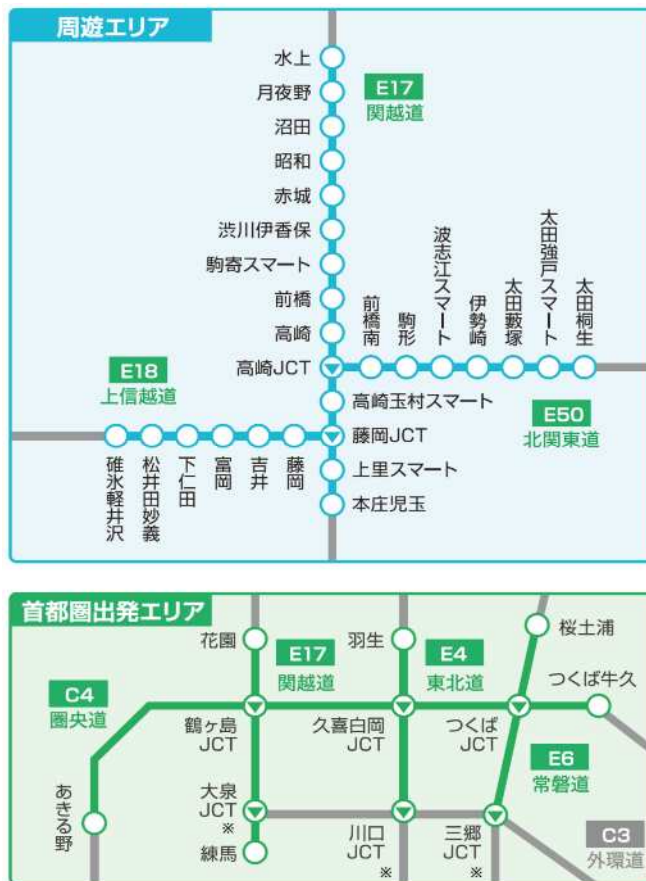 周遊エリア
水上
月夜野
E17
関越道
沼田
昭和
赤城
渋川伊香保
駒寄スマート
前橋
高崎
高崎JCT
前橋南
駒形
波志江スマート
伊勢崎
太田藪塚
太田強戸スマート
太田桐生
E18
上信越道
高崎玉村スマート
藤岡JCT
E50
北関東道
上里スマート
本庄児玉
碓氷軽井沢
松井田妙義
下仁田
富岡
吉井
藤岡
首都圏出発エリア
花園
E17
関越道
羽生
E4
東北道
桜土浦
つくば牛久
C4
圏央道
鶴ヶ島
JCT
久喜白岡
JCT
つくば
JCT
E6
常磐道
あきる野
大泉
JCT
※
練馬
川口
JCT
※
三郷
JCT
※
C3
外環道